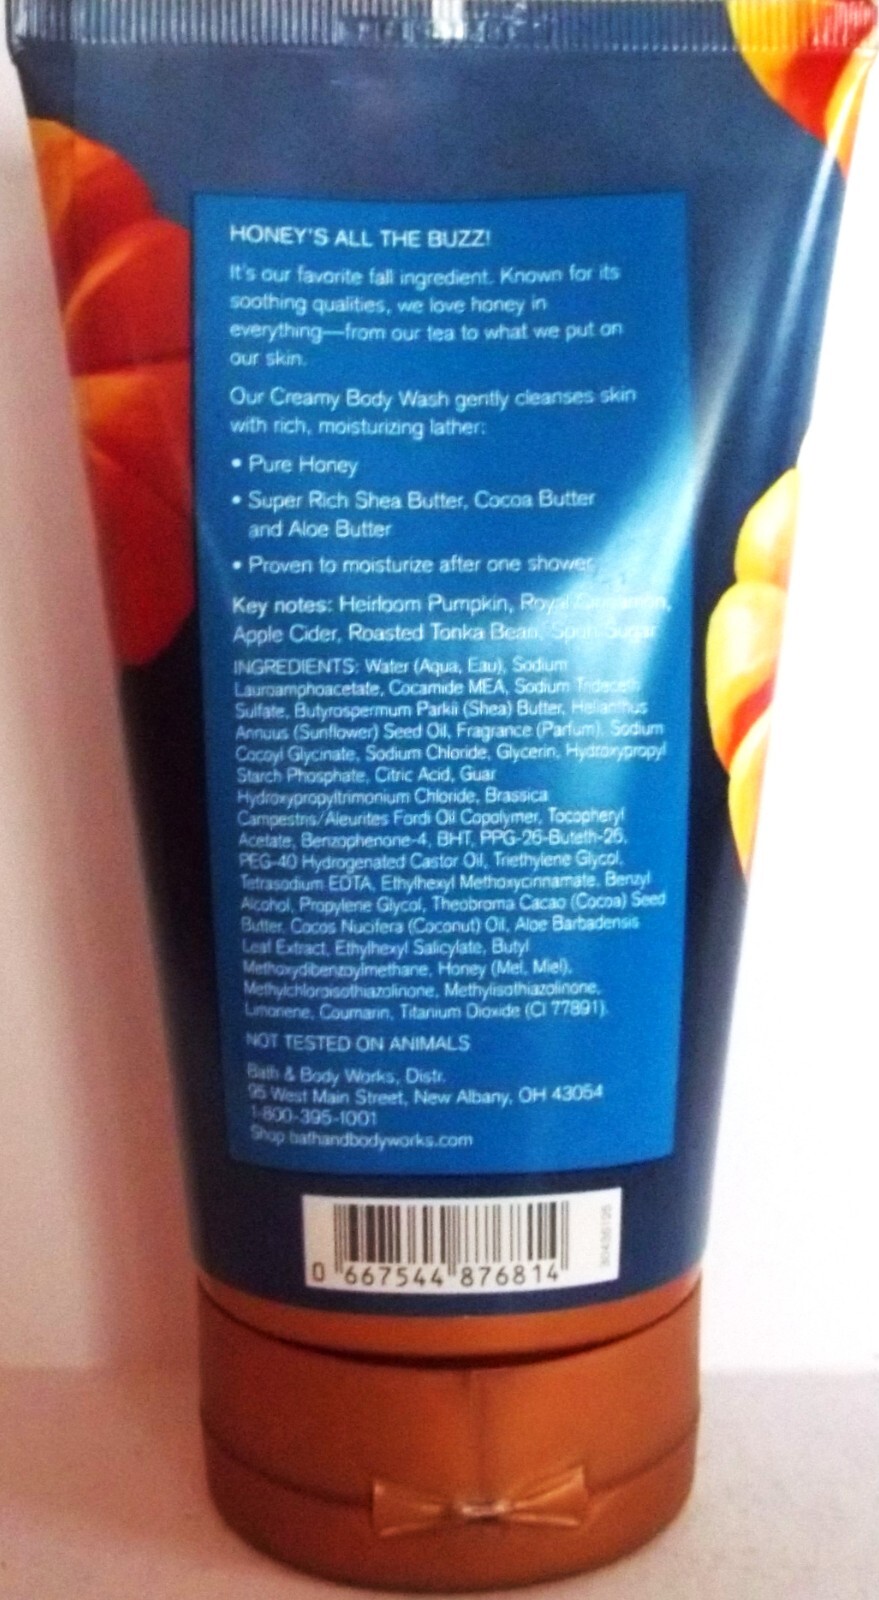 HONEY'S ALL THE BUZZ!
It's our favorite fall ingredient. Known for its
soothing qualities, we love honey in
everything—from our tea to what we put on
our skin.
Our Creamy Body Wash gently cleanses skin
with rich, moisturizing lather:
• Pure Honey
• Super Rich Shea Butter, Cocoa Butter
and Aloe Butter
• Proven to moisturize after one shower
Key notes: Heirloom Pumpkin, Royal Cinnamon,
Apple Cider, Roasted Tonka Bean, Spun Sugar
INGREDIENTS: Water (Aqua, Eau), Sodium
Lauroamphoacetate, Cocamide MEA, Sodium Trideceth
Sulfate, Butyrospermum Parkii (Shea) Butter, Helianthus
Annuus (Sunflower) Seed Oil, Fragrance (Parfum), Sodium
Cocoyl Glycinate, Sodium Chloride, Glycerin, Hydroxypropyl
Starch Phosphate, Citric Acid, Guar
Hydroxypropyltrimonium Chloride, Brassica
Campestris/Aleurites Fordi Oil Copolymer, Tocopheryl
Acetate, Benzophenone-4, BHT, PPG-26-Buteth-26,
PEG-40 Hydrogenated Castor Oil, Triethylene Glycol,
Tetrasodium EDTA, Ethylhexyl Methoxycinnamate, Benzyl
Alcohol, Propylene Glycol, Theobroma Cacao (Cocoa) Seed
Butter, Cocos Nucifera (Coconut) Oil, Aloe Barbadensis
Leaf Extract, Ethylhexyl Salicylate, Butyl
Methoxydibenzoylmethane, Honey (Mel, Miel),
Methylchloroisothiazolinone, Methylisothiazolinone,
Limonene, Coumarin, Titanium Dioxide (CI 77891).
NOT TESTED ON ANIMALS
Bath & Body Works, Distr.
95 West Main Street, New Albany, OH 43054
1-800-395-1001
Shop bathandbodyworks.com
0 667544 876814